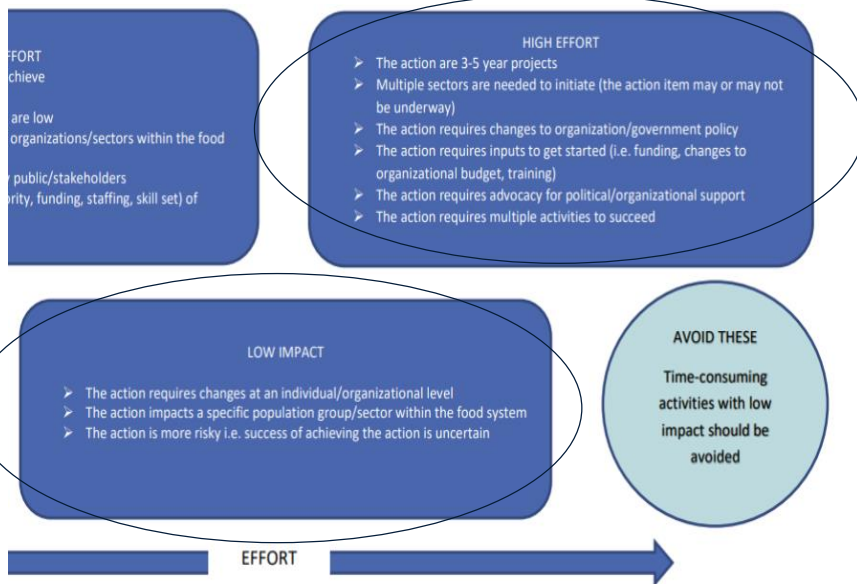 FFORT
chieve
are low
organizations/sectors within the food
public/stakeholders
ority, funding, staffing, skill set) of
HIGH EFFORT
➢ The action are 3-5 year projects
➢ Multiple sectors are needed to initiate (the action item may or may not
be underway)
➢ The action requires changes to organization/government policy
➢ The action requires inputs to get started (i.e. funding, changes to
organizational budget, training)
➢ The action requires advocacy for political/organizational support
➢ The action requires multiple activities to succeed
LOW IMPACT
➢ The action requires changes at an individual/organizational level
➢ The action impacts a specific population group/sector within the food system
➢ The action is more risky i.e. success of achieving the action is uncertain
AVOID THESE
Time-consuming
activities with low
impact should be
avoided
EFFORT